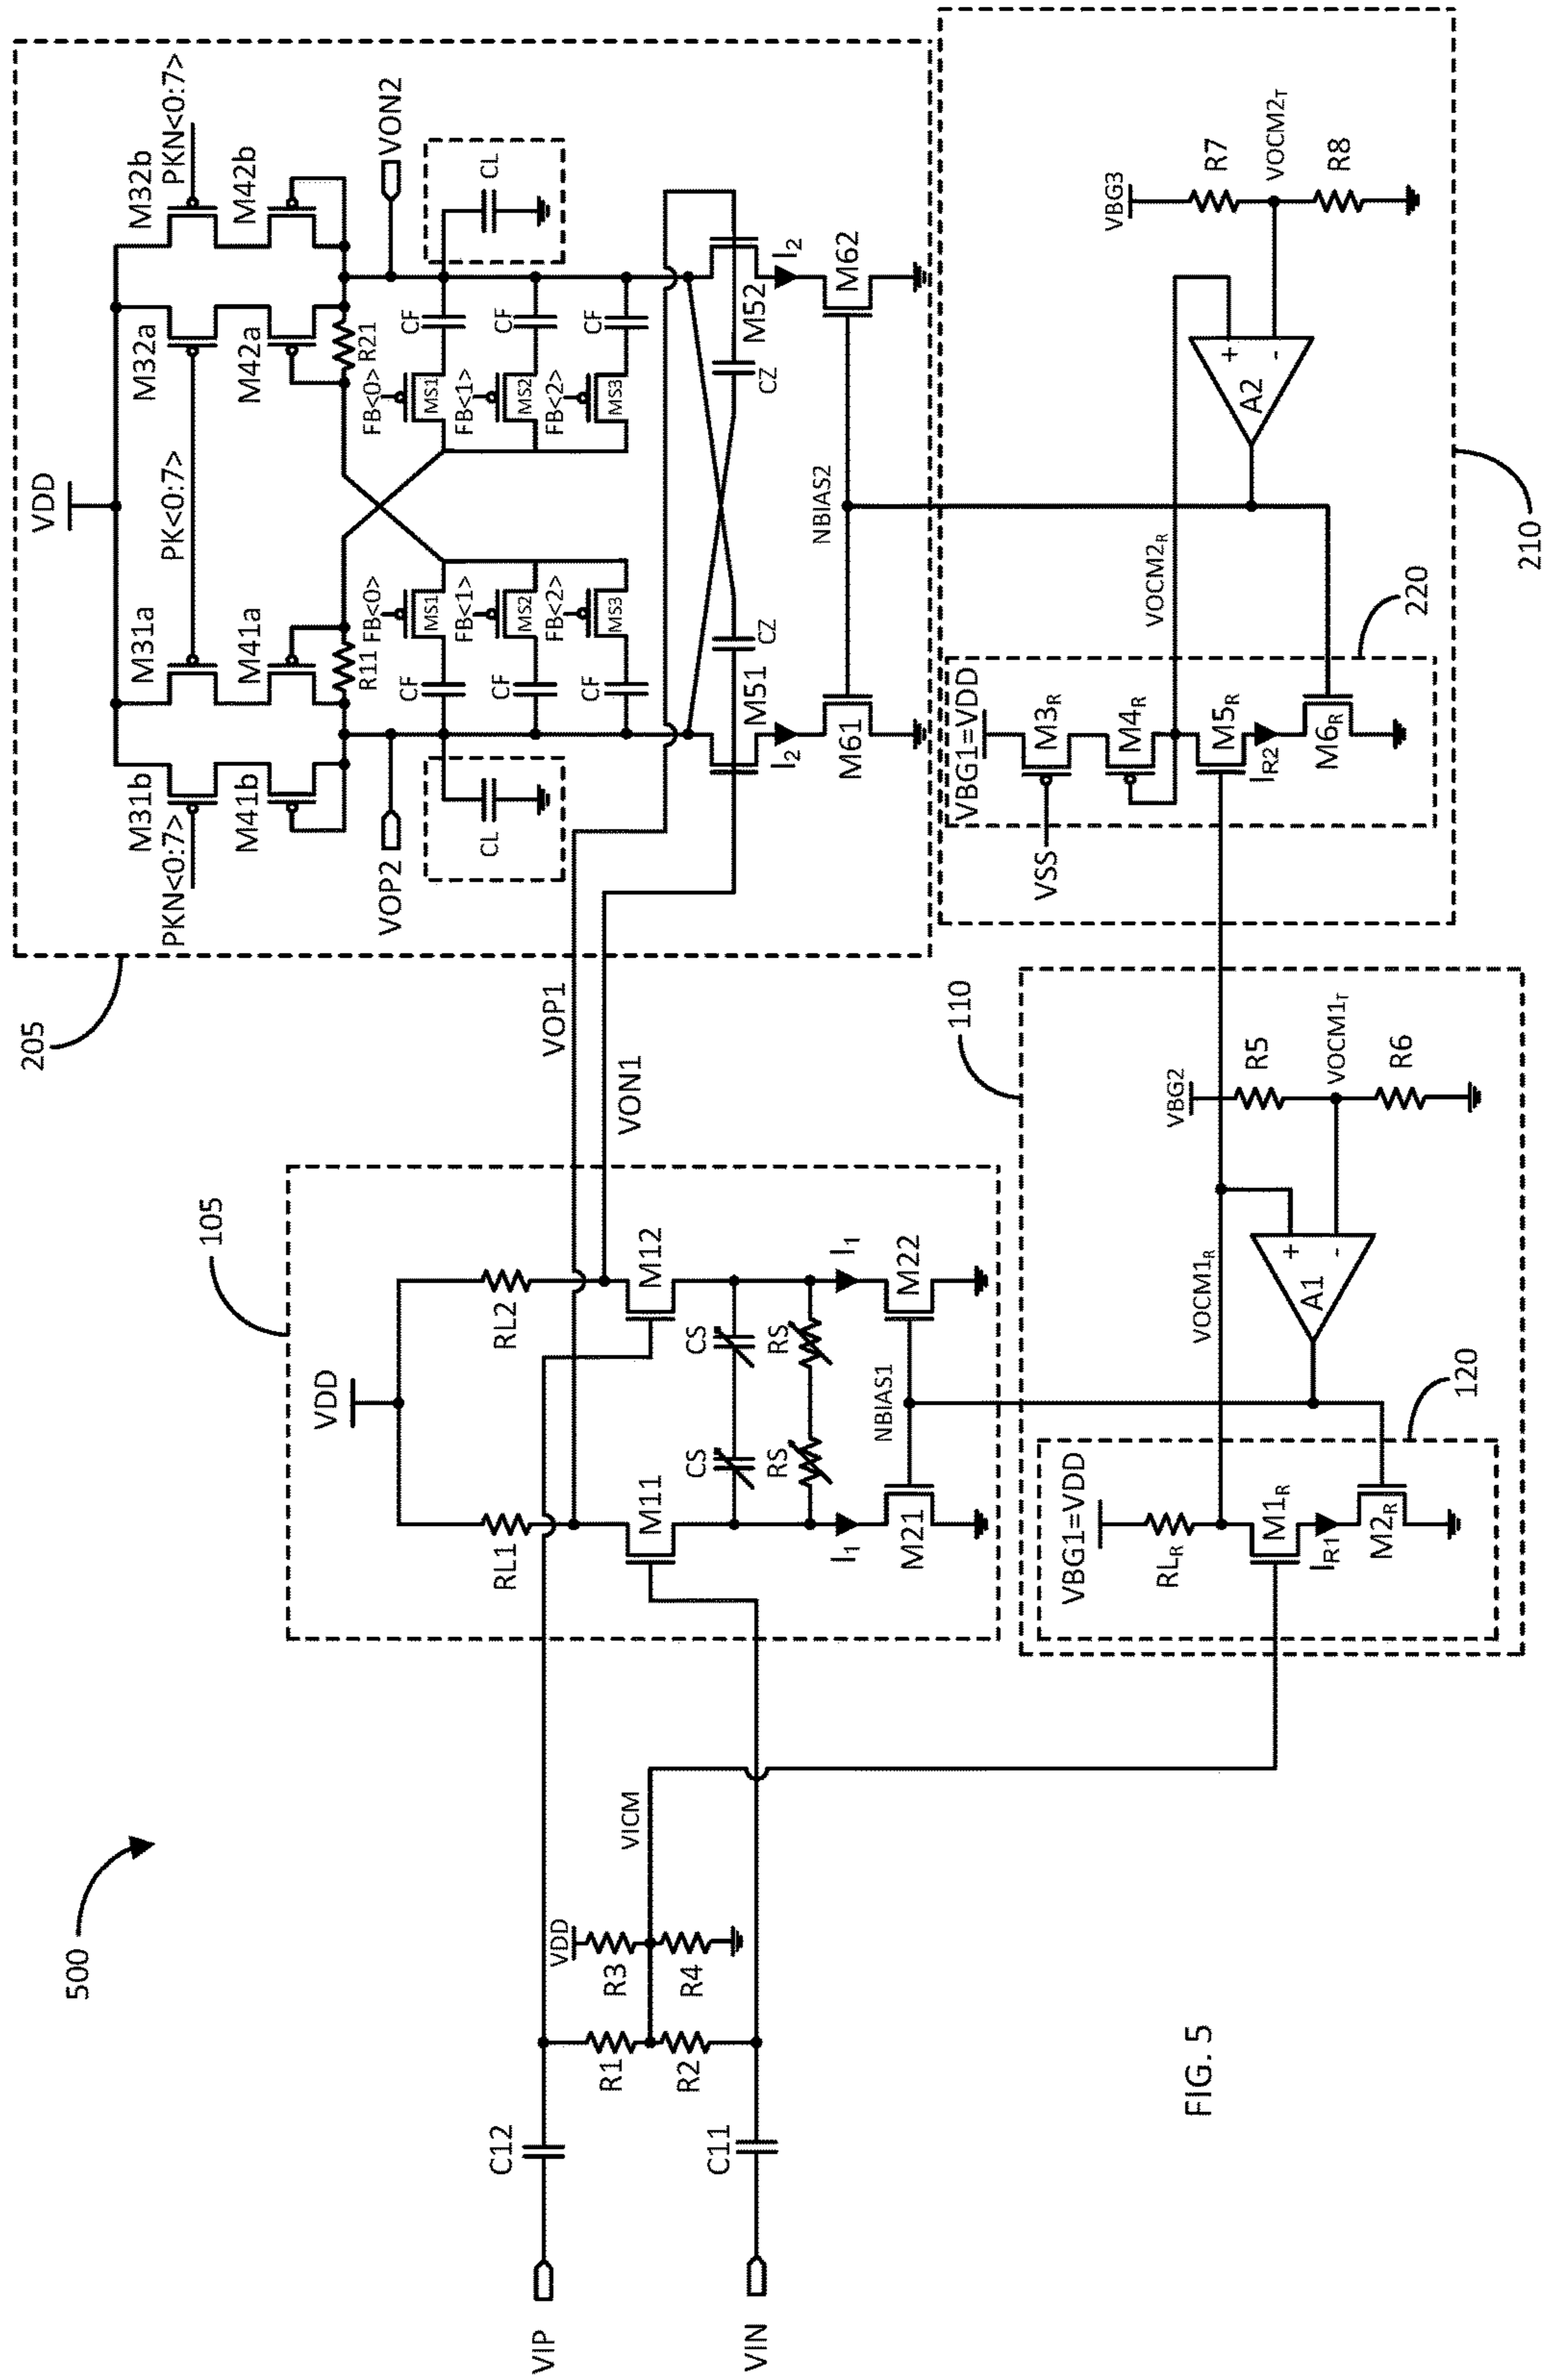 500
VIP
VIN
C12
C11
R1
R2
VDD
R3
R4
VICM
105
VDD
RL1
RL2
M11
M12
CS
CS
RS
RS
I1
I1
NBIAS1
M21
M22
VOP1
VON1
110
120
VBG1=VDD
RLR
M1R
IR1
M2R
VOCM1R
+
-
A1
VBG2
R5
VOCM1T
R6
205
VDD
PKN<0:7>
M31b
M31a
PK<0:7>
M32a
M32b
PKN<0:7>
M41b
M41a
M42a
M42b
R11
R21
VOP2
VON2
CL
CL
FB<0>
FB<0>
CF
MS1
MS1
CF
FB<1>
FB<1>
CF
MS2
MS2
CF
FB<2>
FB<2>
CF
MS3
MS3
CF
M51
CZ
CZ
M52
I2
I2
M61
NBIAS2
M62
210
220
VBG1=VDD
VSS
M3R
M4R
M5R
IR2
M6R
VOCM2R
+
-
A2
VBG3
R7
VOCM2T
R8
FIG. 5